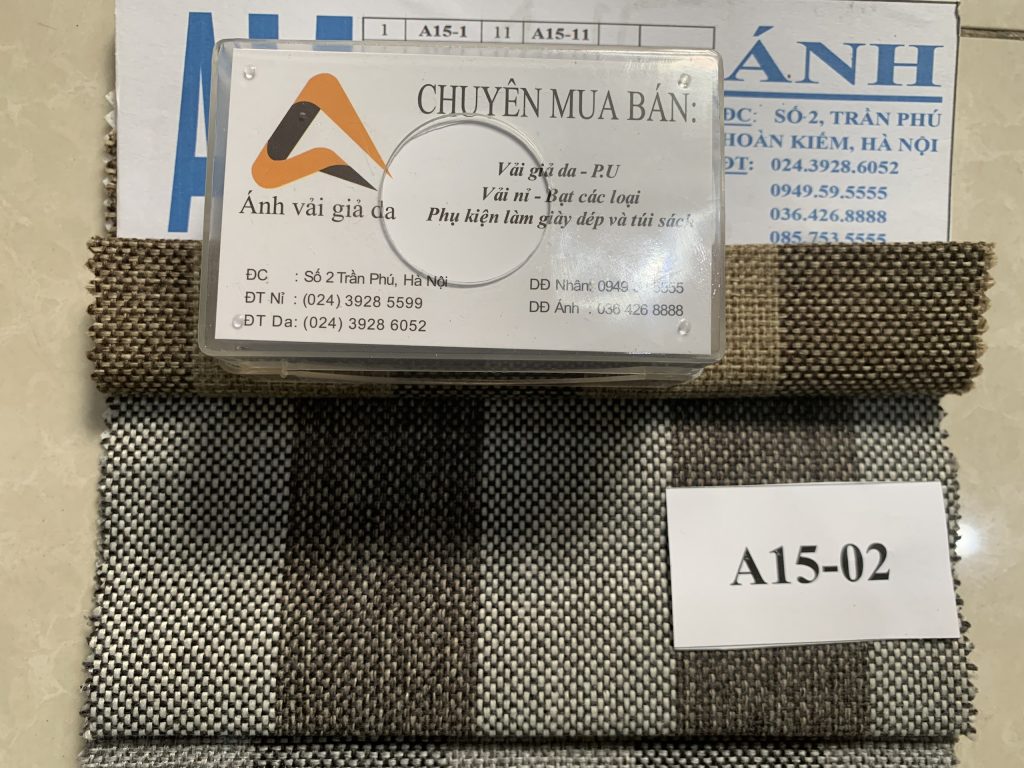 1 A15-1 11 A15-11
ÁNH
ĐC: SỐ 2, TRẦN PHÚ
HOÀN KIẾM, HÀ NỘI
ĐT: 024.3928.6052
0949.59.5555
036.426.8888
085.753.5555
CHUYÊN MUA BÁN:
Vải giả da - P.U
Vải nỉ - Bạt các loại
Phụ kiện làm giày dép và túi sách
Ánh vải giả da
ĐC : Số 2 Trần Phú, Hà Nội
ĐT Nỉ : (024) 3928 5599
ĐT Da: (024) 3928 6052
DĐ Nhân: 0949 5555
DĐ Ánh : 036 426 8888
A15-02